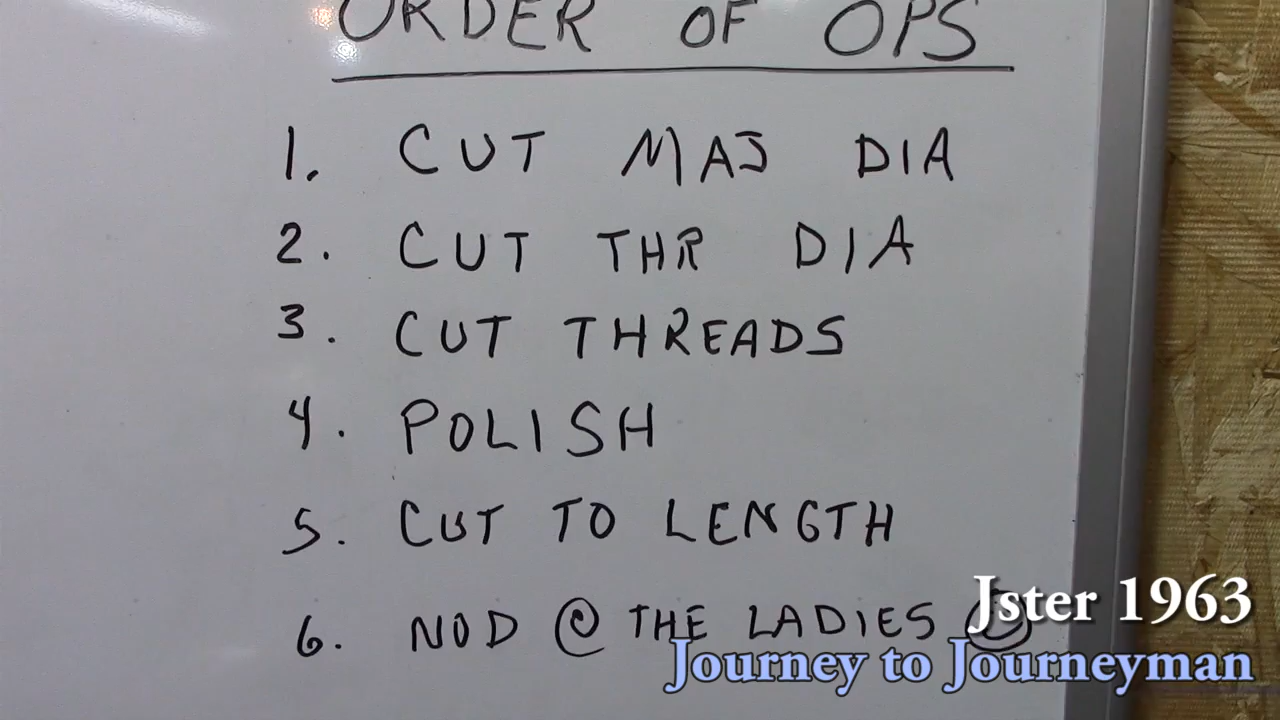 ORDER OF OPS
1. CUT MAJ DIA
2. CUT THR DIA
3. CUT THREADS
4. POLISH
5. CUT TO LENGTH
6. NOD @ THE LADIES ☺
Jster 1963
Journey to Journeyman